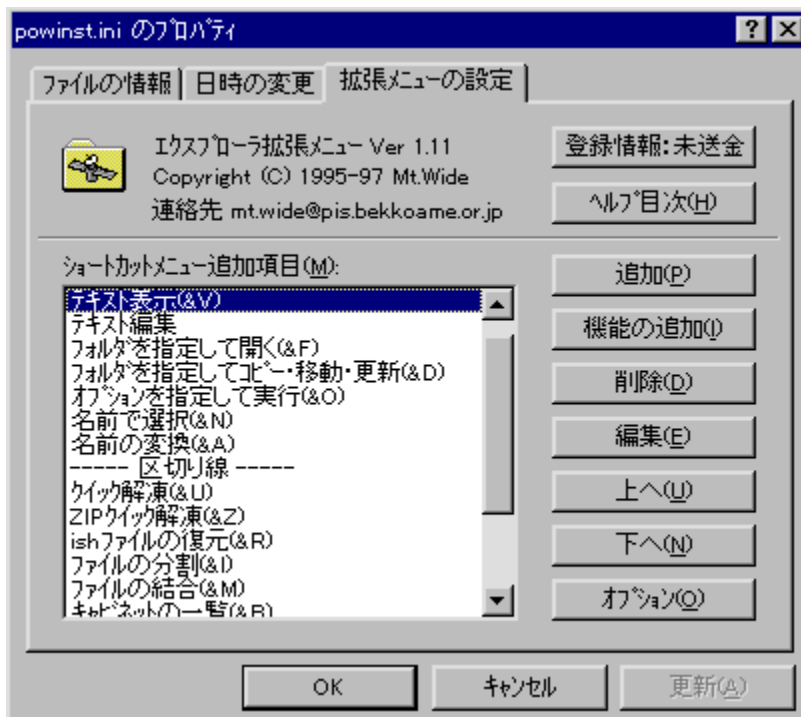 powinst.ini のﾌﾟﾛﾊﾟﾃｨ
ﾌｧｲﾙの情報
日時の変更
拡張ﾒﾆｭｰの設定
ｴｸｽﾌﾟﾛｰﾗ拡張ﾒﾆｭｰ Ver 1.11
Copyright (C) 1995-97 Mt.Wide
連絡先 mt.wide@pis.bekkoame.or.jp
登録情報:未送金
ﾍﾙﾌﾟ目次(H)
ｼｮｰﾄｶｯﾄﾒﾆｭｰ追加項目(M):
ﾃｷｽﾄ表示(&V)
ﾃｷｽﾄ編集
ﾌｫﾙﾀﾞを指定して開く(&F)
ﾌｫﾙﾀﾞを指定してｺﾋﾟｰ･移動･更新(&D)
ｵﾌﾟｼｮﾝを指定して実行(&O)
名前で選択(&N)
名前の変換(&A)
----- 区切り線 -----
ｸｲｯｸ解凍(&U)
ZIPｸｲｯｸ解凍(&Z)
ishﾌｧｲﾙの復元(&R)
ﾌｧｲﾙの分割(&I)
ﾌｧｲﾙの結合(&M)
ｷｬﾋﾞﾈｯﾄの一覧(&B)
追加(P)
機能の追加(I)
削除(D)
編集(E)
上へ(U)
下へ(N)
ｵﾌﾟｼｮﾝ(O)
OK
ｷｬﾝｾﾙ
更新(A)